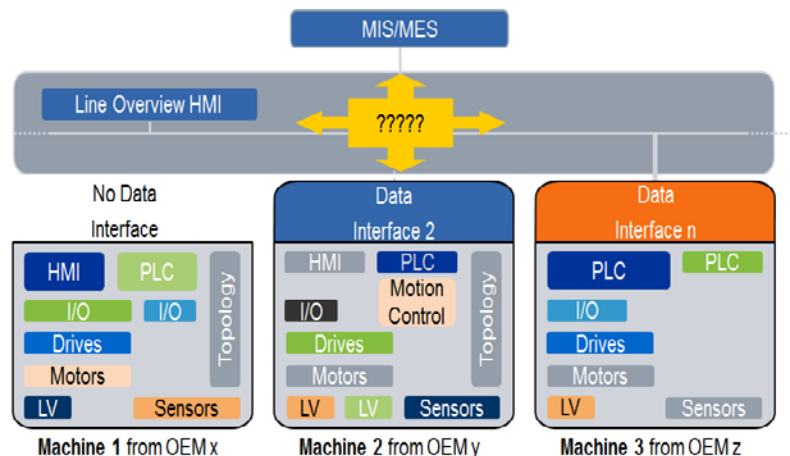 MIS/MES
Line Overview HMI
?????
No Data
Interface
Data
Interface 2
Data
Interface n
HMI
PLC
I/O
I/O
Drives
Motors
LV
Sensors
Topology
HMI
PLC
Motion
Control
I/O
Drives
Motors
LV
LV
Sensors
Topology
PLC
PLC
I/O
Drives
Motors
LV
Sensors
Machine 1 from OEM x
Machine 2 from OEM y
Machine 3 from OEM z